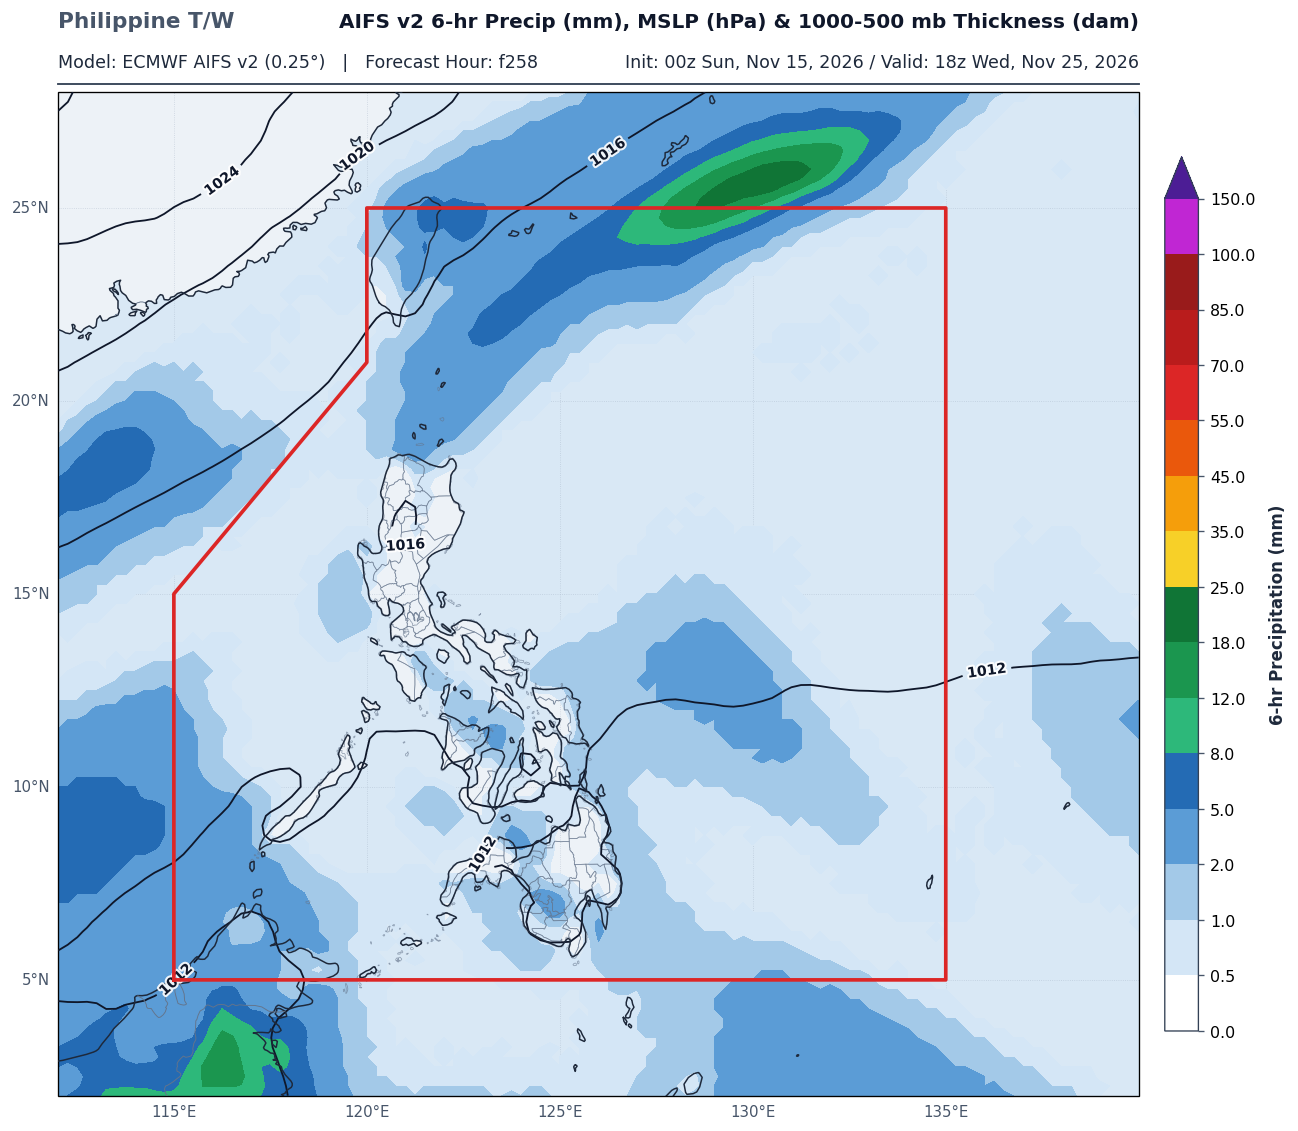 Philippine T/W
AIFS v2 6-hr Precip (mm), MSLP (hPa) & 1000-500 mb Thickness (dam)
Model: ECMWF AIFS v2 (0.25°)   |   Forecast Hour: f258
Init: 00z Sun, Nov 15, 2026 / Valid: 18z Wed, Nov 25, 2026
1016
1020
1024
25°N
20°N
1016
15°N
1012
10°N
1012
5°N
1012
115°E
120°E
125°E
130°E
135°E
150.0
100.0
85.0
70.0
55.0
45.0
35.0
25.0
18.0
12.0
8.0
5.0
2.0
1.0
0.5
0.0
6-hr Precipitation (mm)